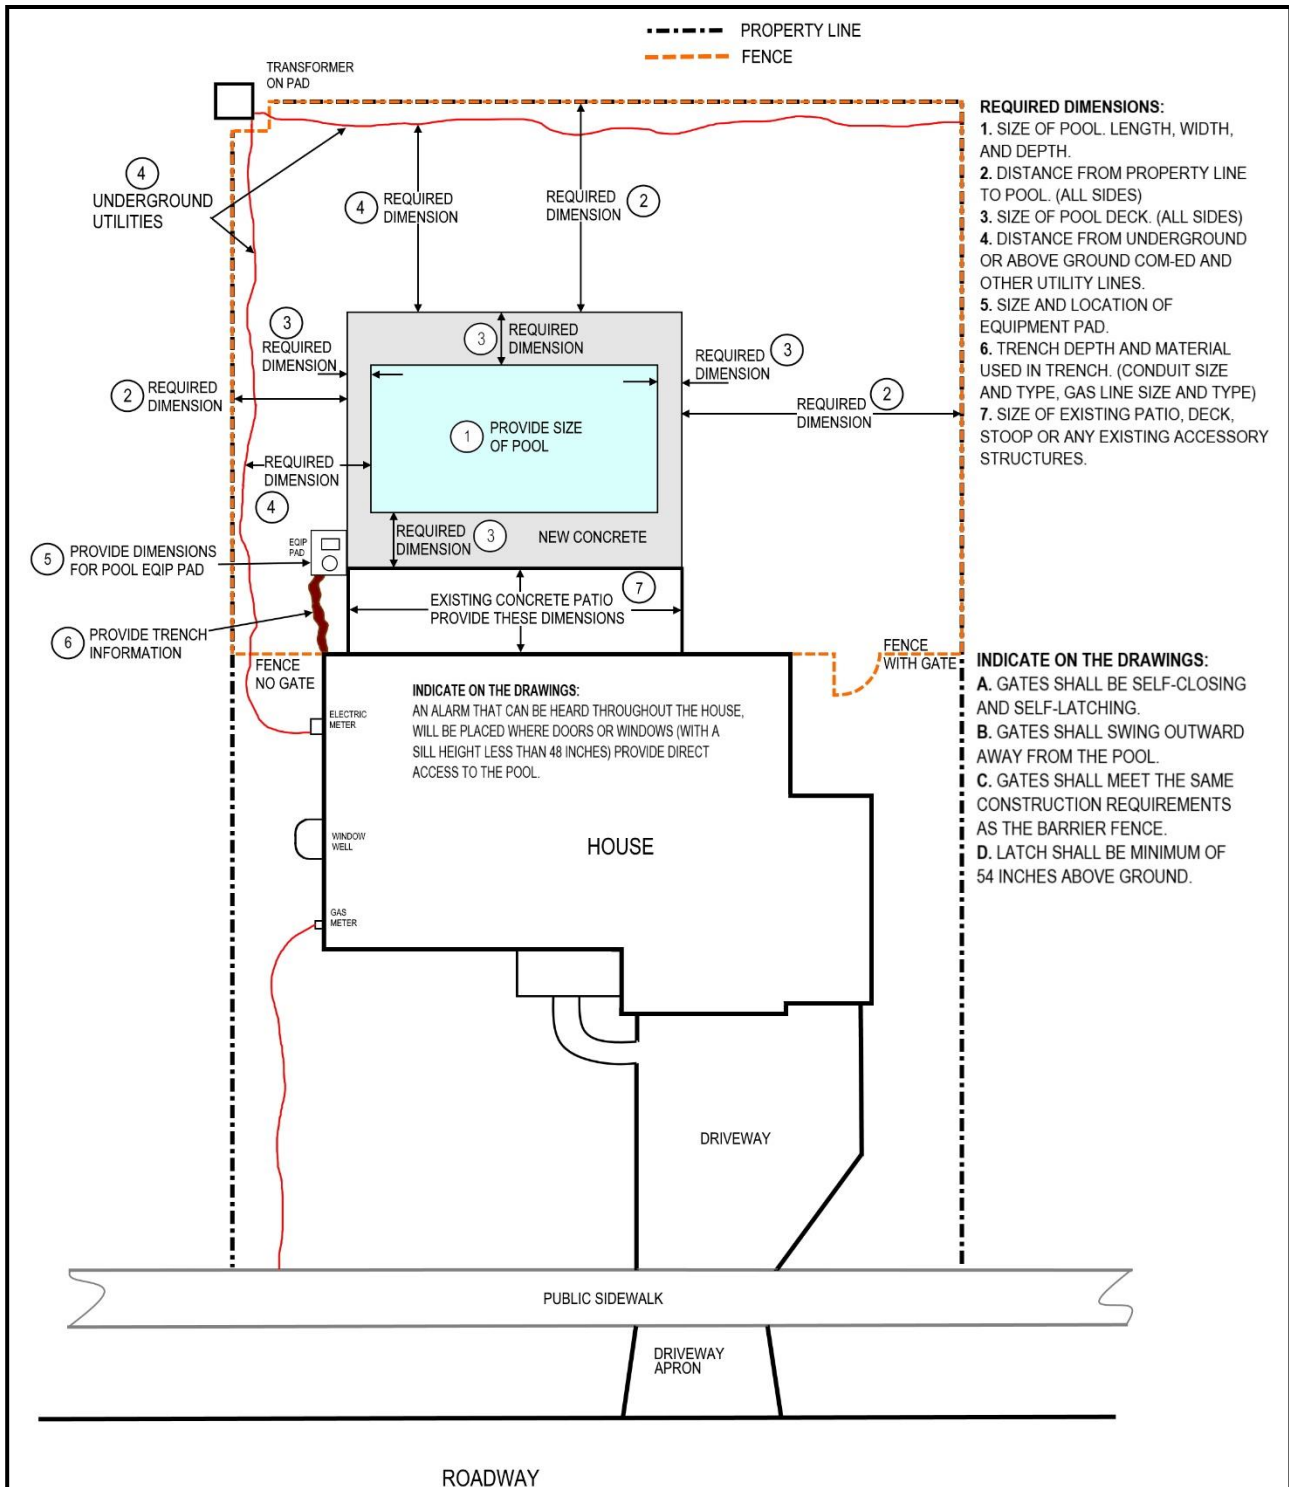 PROPERTY LINE
FENCE
TRANSFORMER
ON PAD
4
UNDERGROUND
UTILITIES
4
REQUIRED
DIMENSION
REQUIRED
DIMENSION
2
REQUIRED DIMENSIONS:
1. SIZE OF POOL. LENGTH, WIDTH,
AND DEPTH.
2. DISTANCE FROM PROPERTY LINE
TO POOL. (ALL SIDES)
3. SIZE OF POOL DECK. (ALL SIDES)
4. DISTANCE FROM UNDERGROUND
OR ABOVE GROUND COM-ED AND
OTHER UTILITY LINES.
5. SIZE AND LOCATION OF
EQUIPMENT PAD.
6. TRENCH DEPTH AND MATERIAL
USED IN TRENCH. (CONDUIT SIZE
AND TYPE, GAS LINE SIZE AND TYPE)
7. SIZE OF EXISTING PATIO, DECK,
STOOP OR ANY EXISTING ACCESSORY
STRUCTURES.
3
REQUIRED
DIMENSION
3
REQUIRED
DIMENSION
REQUIRED
DIMENSION
3
2
REQUIRED
DIMENSION
REQUIRED
DIMENSION
2
1
PROVIDE SIZE
OF POOL
REQUIRED
DIMENSION
4
REQUIRED
DIMENSION
3
NEW CONCRETE
EQIP
PAD
5
PROVIDE DIMENSIONS
FOR POOL EQIP PAD
EXISTING CONCRETE PATIO
PROVIDE THESE DIMENSIONS
7
6
PROVIDE TRENCH
INFORMATION
FENCE
NO GATE
FENCE
WITH GATE
INDICATE ON THE DRAWINGS:
A. GATES SHALL BE SELF-CLOSING
AND SELF-LATCHING.
B. GATES SHALL SWING OUTWARD
AWAY FROM THE POOL.
C. GATES SHALL MEET THE SAME
CONSTRUCTION REQUIREMENTS
AS THE BARRIER FENCE.
D. LATCH SHALL BE MINIMUM OF
54 INCHES ABOVE GROUND.
INDICATE ON THE DRAWINGS:
AN ALARM THAT CAN BE HEARD THROUGHOUT THE HOUSE,
WILL BE PLACED WHERE DOORS OR WINDOWS (WITH A
SILL HEIGHT LESS THAN 48 INCHES) PROVIDE DIRECT
ACCESS TO THE POOL.
ELECTRIC
METER
WINDOW
WELL
HOUSE
GAS
METER
DRIVEWAY
PUBLIC SIDEWALK
DRIVEWAY
APRON
ROADWAY